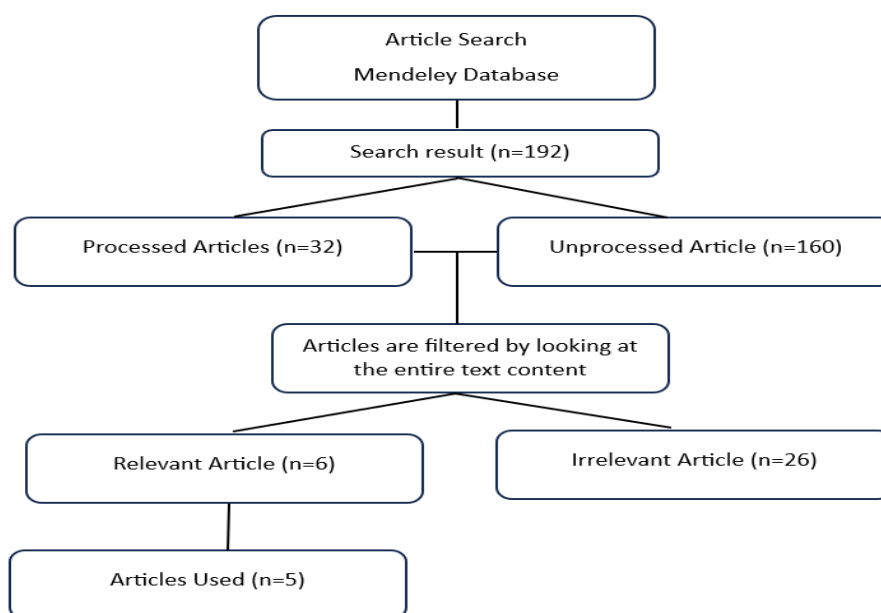 Article Search
Mendeley Database
Search result (n=192)
Processed Articles (n=32)
Unprocessed Article (n=160)
Articles are filtered by looking at
the entire text content
Relevant Article (n=6)
Irrelevant Article (n=26)
Articles Used (n=5)